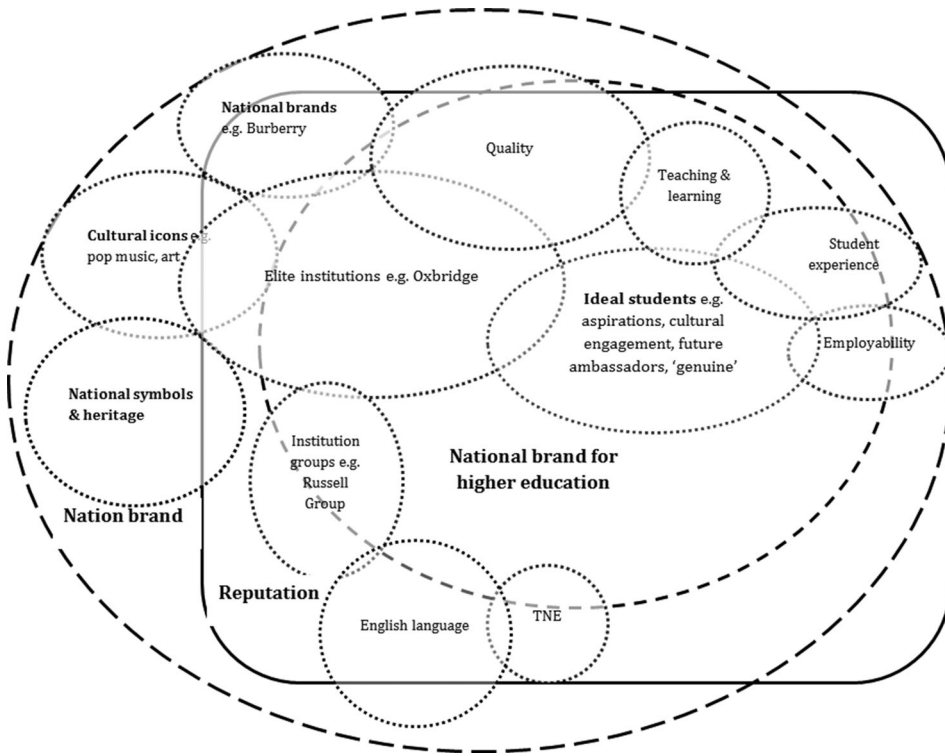 National brands
e.g. Burberry
Quality
Teaching &
learning
Cultural icons e.g.
pop music, art
Student
experience
Elite institutions e.g. Oxbridge
Ideal students e.g.
aspirations, cultural
engagement, future
ambassadors, ‘genuine’
Employability
National symbols
& heritage
Institution
groups e.g.
Russell
Group
National brand for
higher education
Nation brand
Reputation
English language
TNE